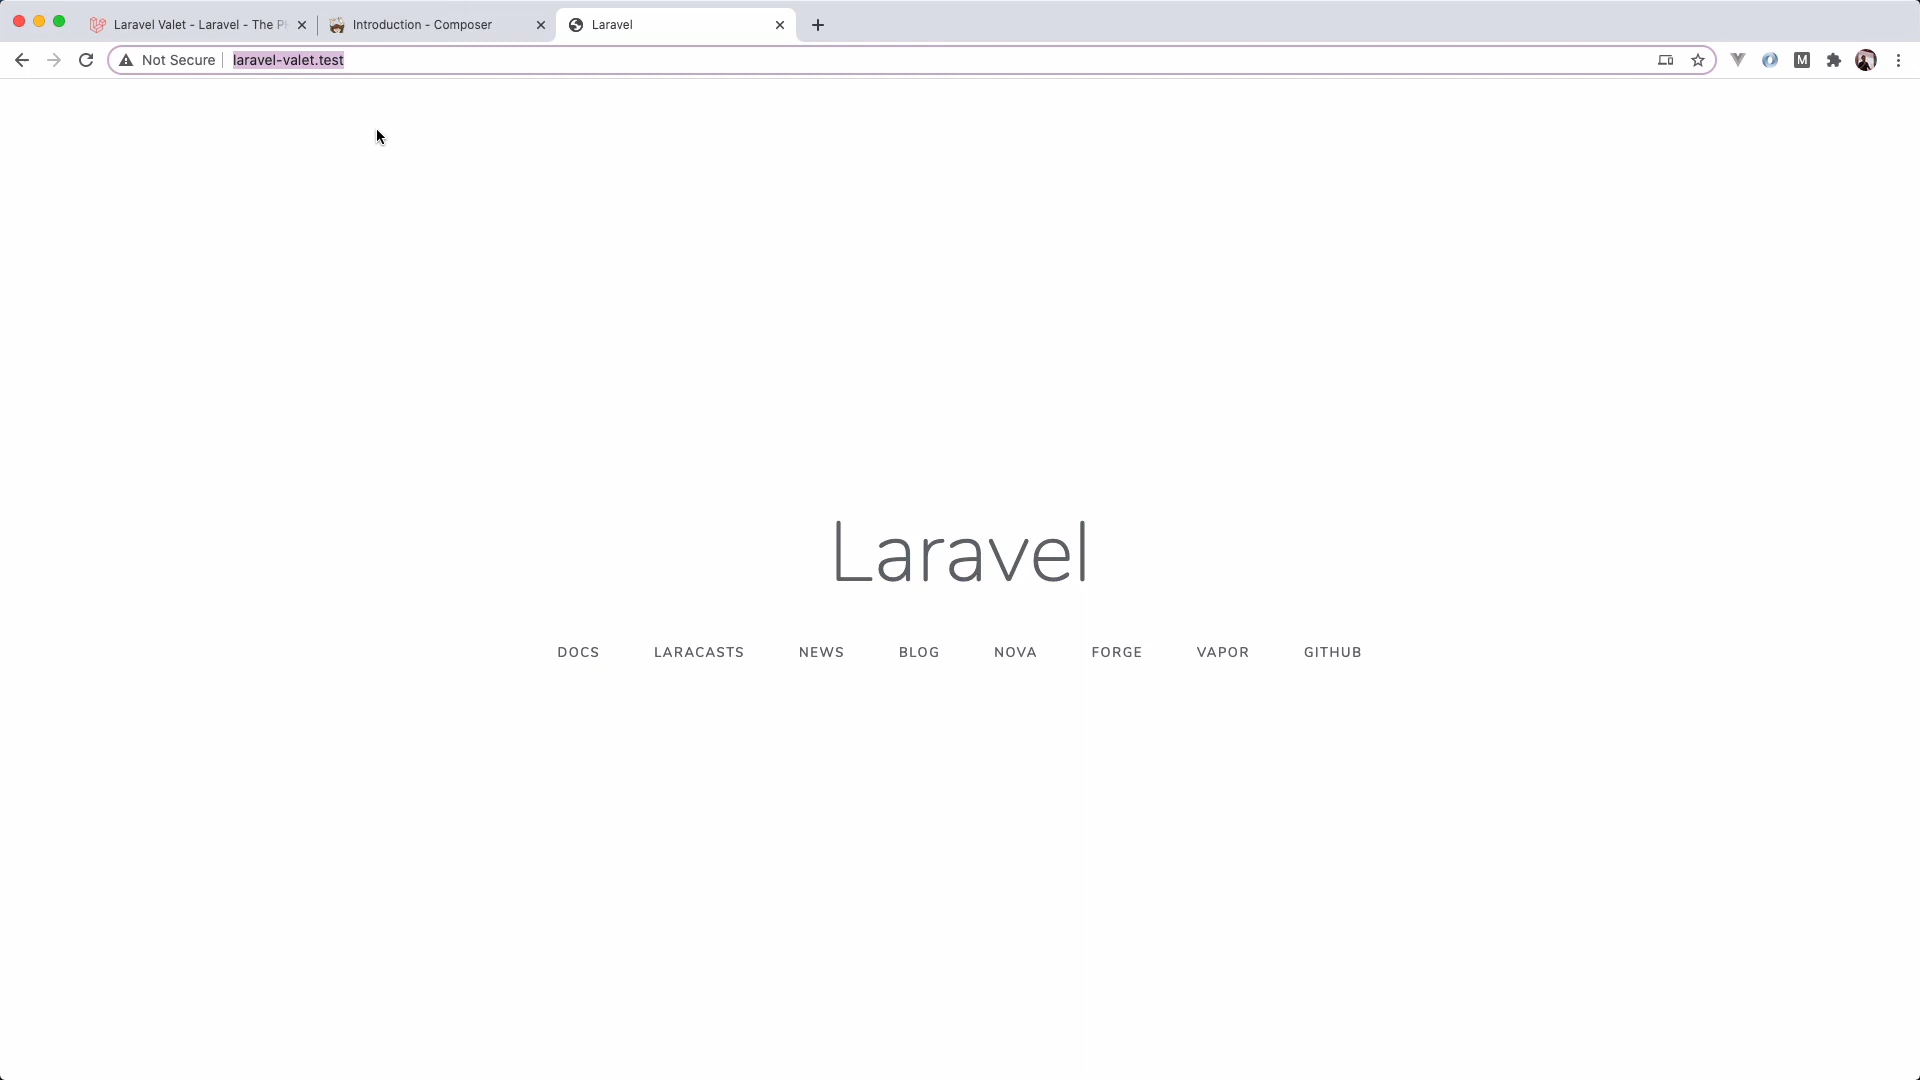 Laravel Valet - Laravel - The P
Introduction - Composer
Laravel
Not Secure
laravel-valet.test
M
Laravel
DOCS LARACASTS NEWS BLOG NOVA FORGE VAPOR GITHUB